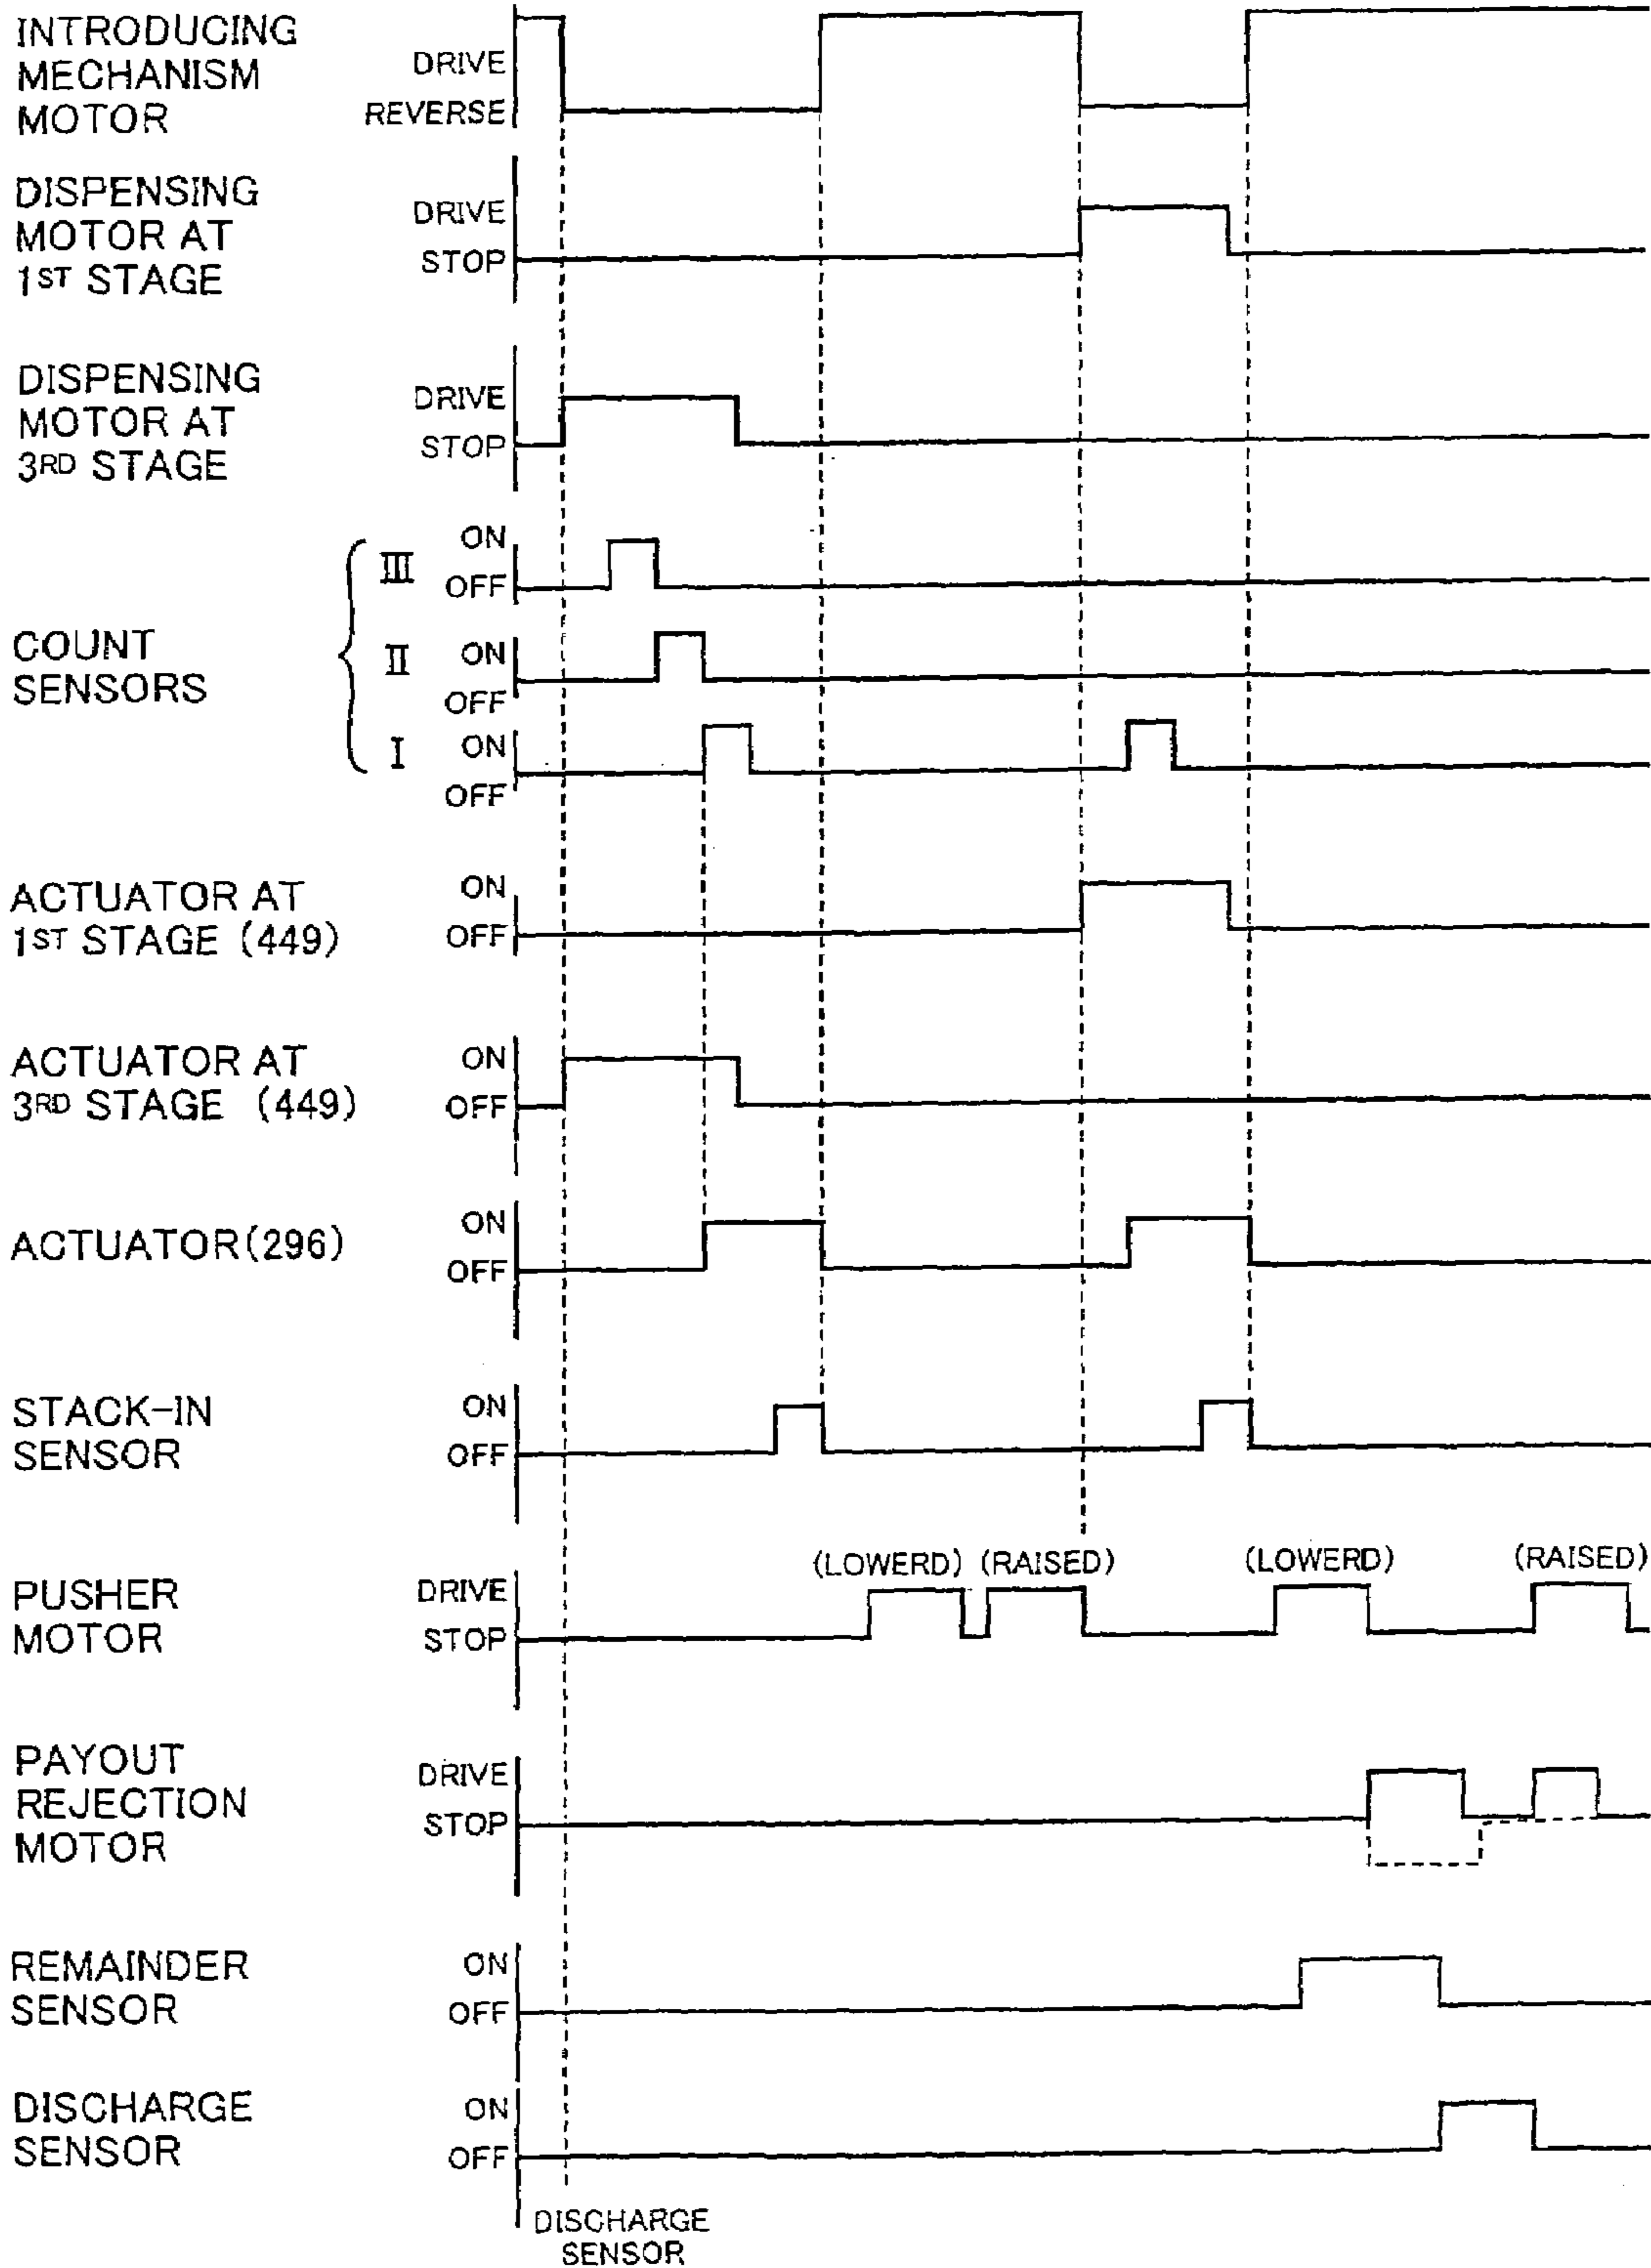 INTRODUCING
MECHANISM
MOTOR
DRIVE
REVERSE
DISPENSING
MOTOR AT
1ST STAGE
DRIVE
STOP
DISPENSING
MOTOR AT
3RD STAGE
DRIVE
STOP
COUNT
SENSORS
III
ON
OFF
II
ON
OFF
I
ON
OFF
ACTUATOR AT
1ST STAGE (449)
ON
OFF
ACTUATOR AT
3RD STAGE (449)
ON
OFF
ACTUATOR(296)
ON
OFF
STACK-IN
SENSOR
ON
OFF
PUSHER
MOTOR
DRIVE
STOP
(LOWERD) (RAISED) (LOWERD) (RAISED)
PAYOUT
REJECTION
MOTOR
DRIVE
STOP
REMAINDER
SENSOR
ON
OFF
DISCHARGE
SENSOR
ON
OFF
DISCHARGE
SENSOR